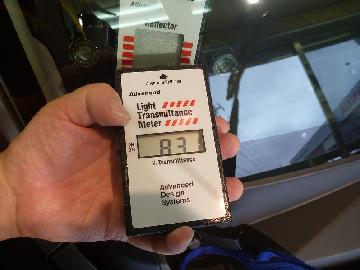 Reflector
Advanced
Light
Transmittance
Meter
83
% Transmittance
Advanced
Design
Systems